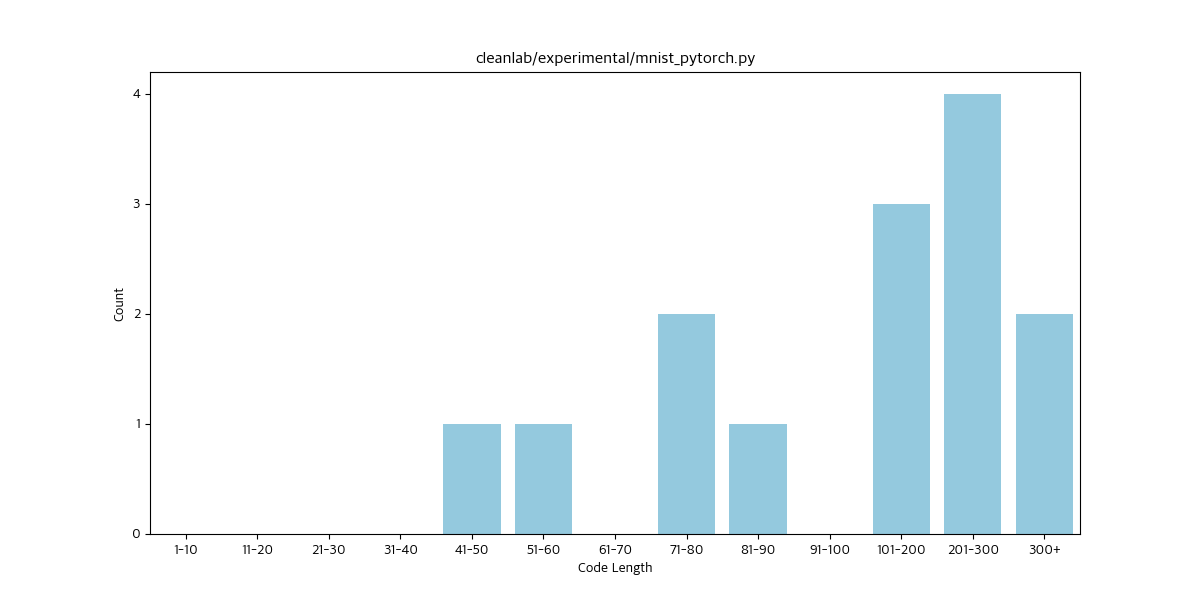 cleanlab/experimental/mnist_pytorch.py
4
3
2
1
0
Count
1-10 11-20 21-30 31-40 41-50 51-60 61-70 71-80 81-90 91-100 101-200 201-300 300+
Code Length